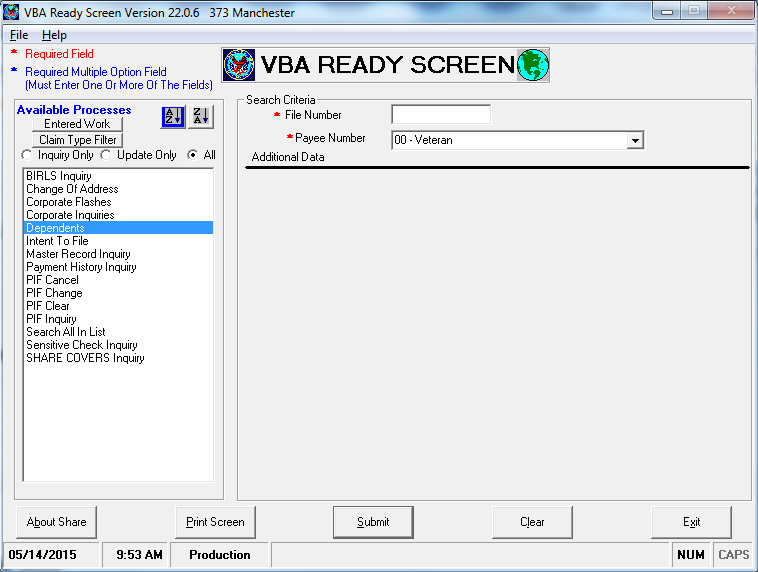 VBA Ready Screen Version 22.0.6 373 Manchester
File Help
* Required Field
* Required Multiple Option Field
(Must Enter One Or More Of The Fields)
VBA READY SCREEN
Available Processes
Entered Work
Claim Type Filter
A Z
Z A
Inquiry Only Update Only All
BIRLS Inquiry
Change Of Address
Corporate Flashes
Corporate Inquiries
Dependents
Intent To File
Master Record Inquiry
Payment History Inquiry
PIF Cancel
PIF Change
PIF Clear
PIF Inquiry
Search All In List
Sensitive Check Inquiry
SHARE COVERS Inquiry
Search Criteria
* File Number
* Payee Number 00 - Veteran
Additional Data
About Share Print Screen Submit Clear Exit
05/14/2015 9:53 AM Production NUM CAPS